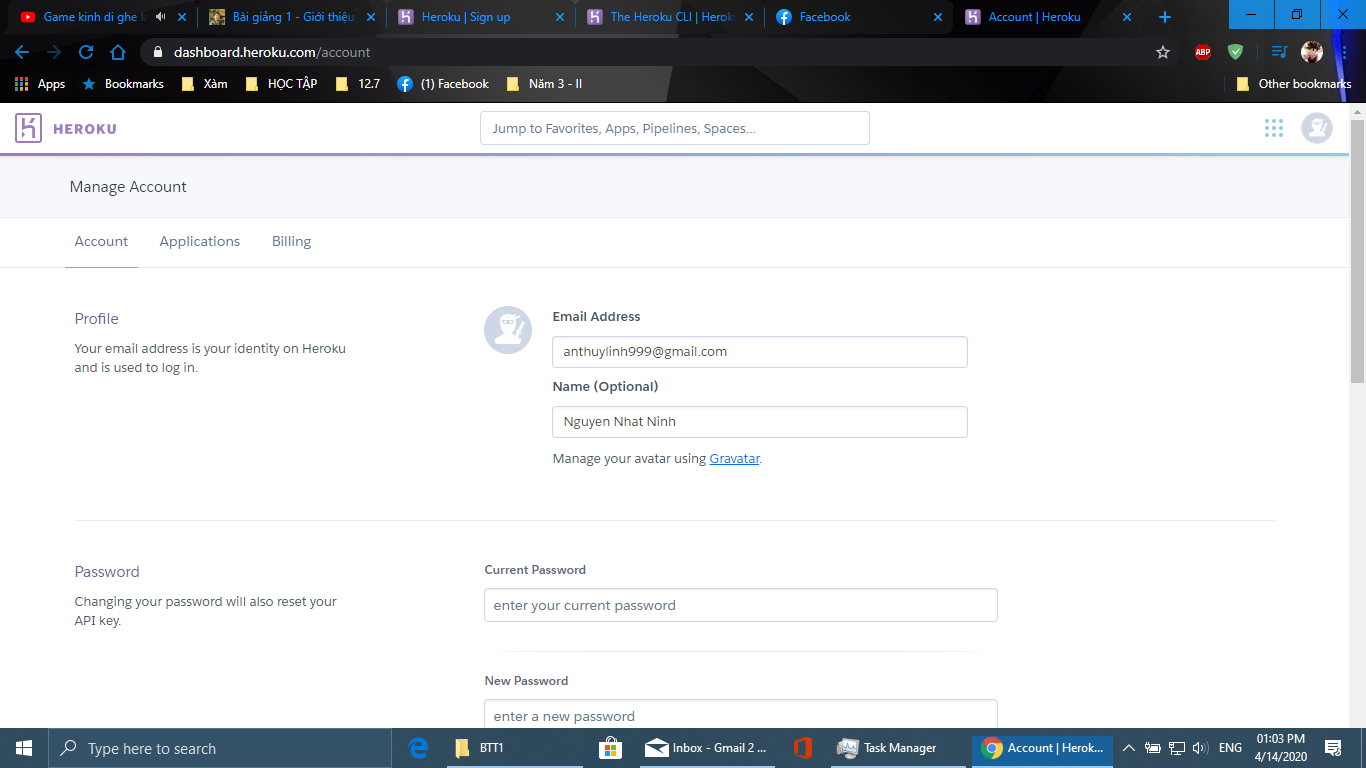 Game kinh di ghe
Bài giảng 1 - Giới thiệu
Heroku | Sign up
The Heroku CLI | Herok
Facebook
Account | Heroku
dashboard.heroku.com/account
ABP
Apps
Bookmarks
Xàm
HỌC TẬP
12.7
(1) Facebook
Năm 3 - II
Other bookmarks
HEROKU
Jump to Favorites, Apps, Pipelines, Spaces...
Manage Account
Account Applications Billing
Profile
Your email address is your identity on Heroku
and is used to log in.
Email Address
anthuylinh999@gmail.com
Name (Optional)
Nguyen Nhat Ninh
Manage your avatar using Gravatar.
Password
Changing your password will also reset your
API key.
Current Password
enter your current password
New Password
enter a new password
Type here to search
BTT1
Inbox - Gmail 2 ...
Task Manager
Account | Herok...
ENG
01:03 PM
4/14/2020